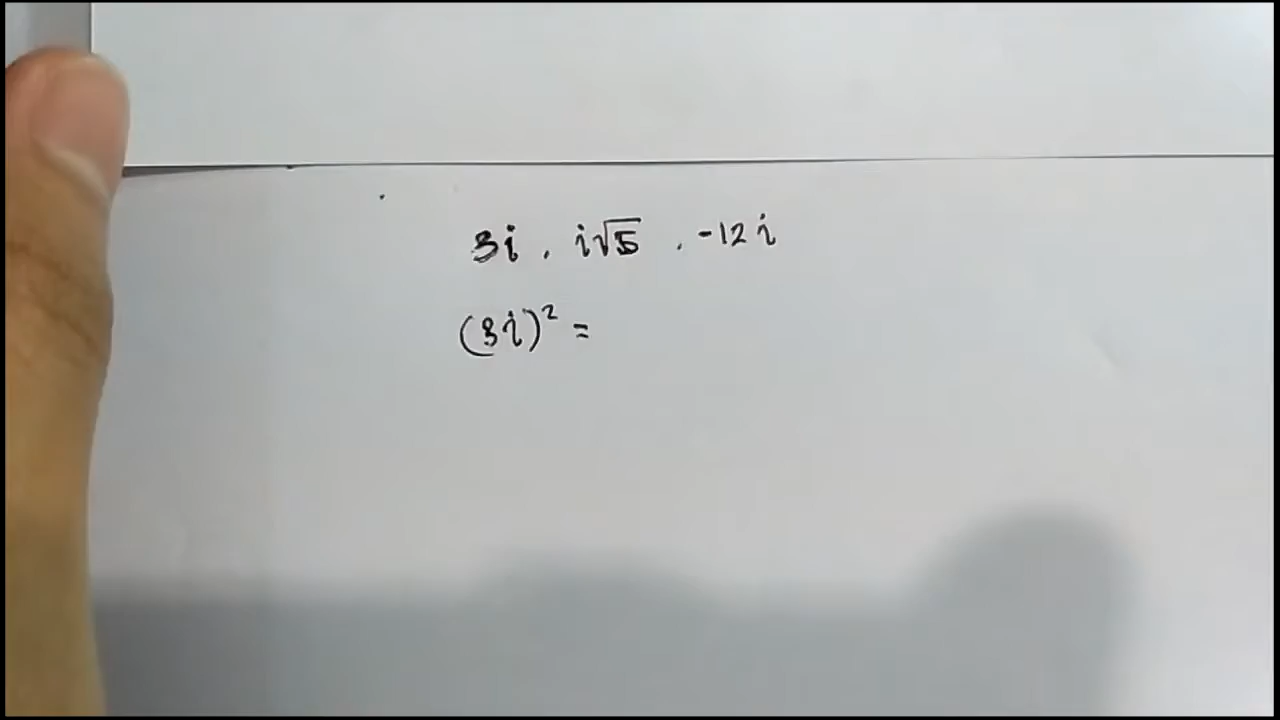 3i , i√5 , -12i
(3i)² =